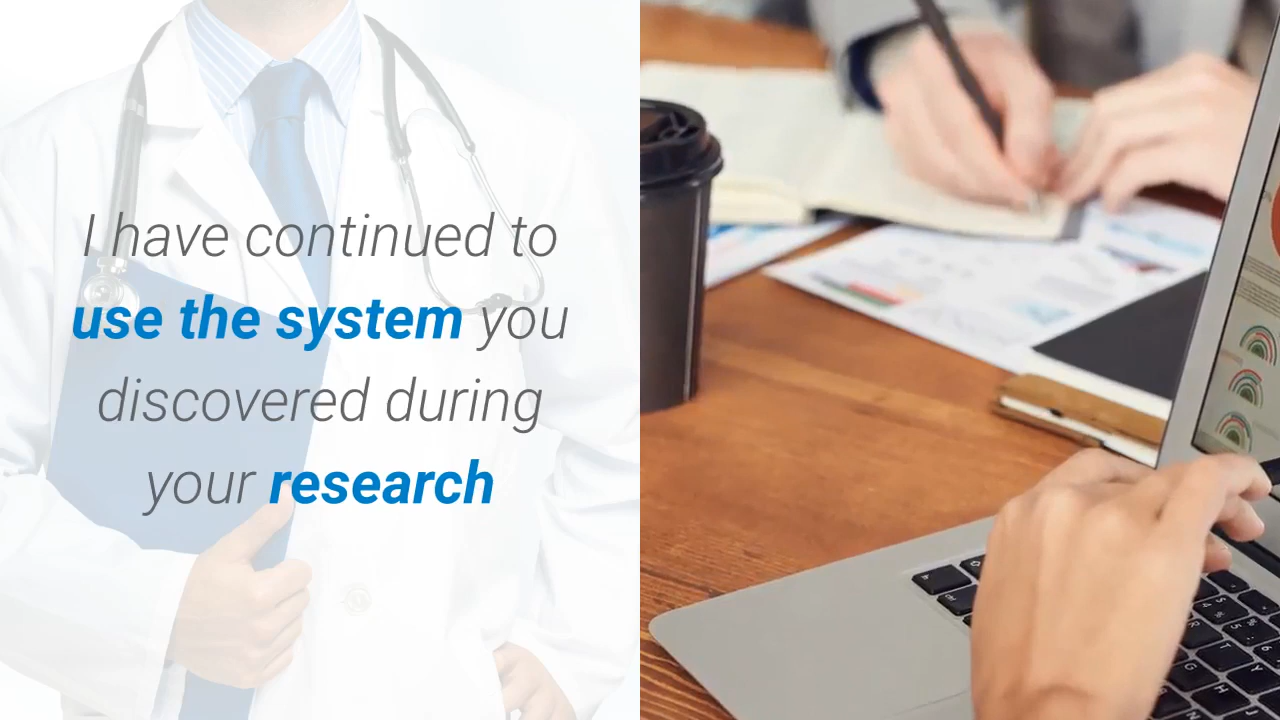 I have continued to
use the system you
discovered during
your research